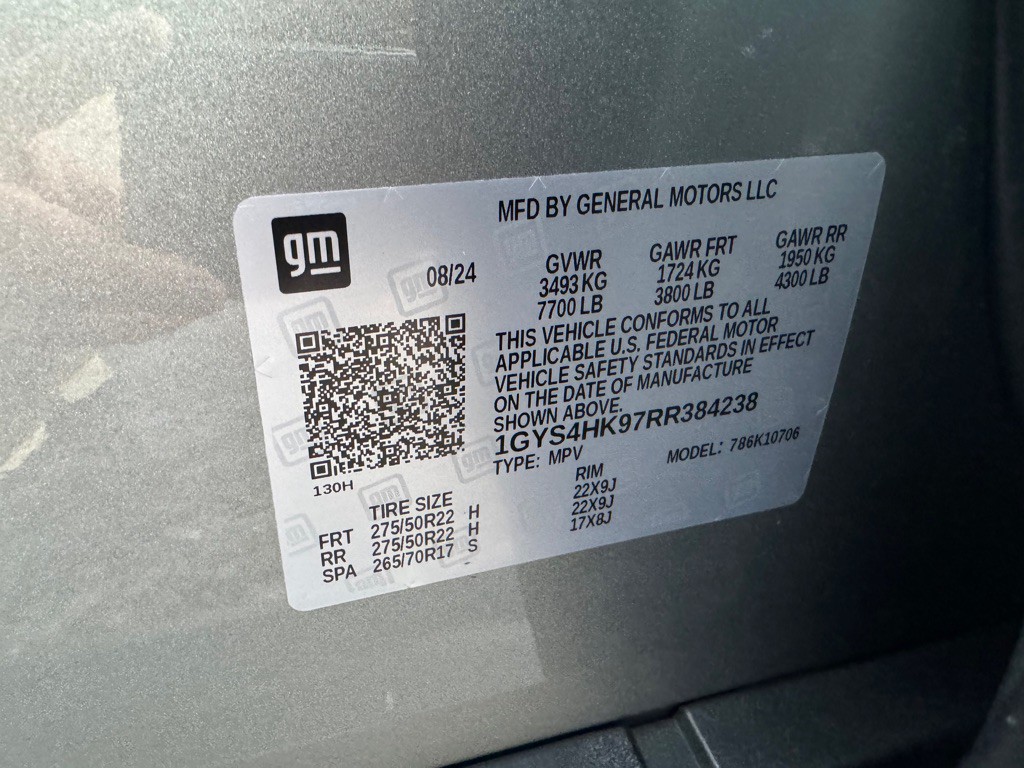 gm
MFD BY GENERAL MOTORS LLC
08/24
GVWR
3493 KG
7700 LB
GAWR FRT
1724 KG
3800 LB
GAWR RR
1950 KG
4300 LB
THIS VEHICLE CONFORMS TO ALL
APPLICABLE U.S. FEDERAL MOTOR
VEHICLE SAFETY STANDARDS IN EFFECT
ON THE DATE OF MANUFACTURE
SHOWN ABOVE.
1GYS4HK97RR384238
TYPE: MPV
MODEL: 786K10706
130H
TIRE SIZE
RIM
FRT 275/50R22 H 22X9J
RR 275/50R22 H 22X9J
SPA 265/70R17 S 17X8J